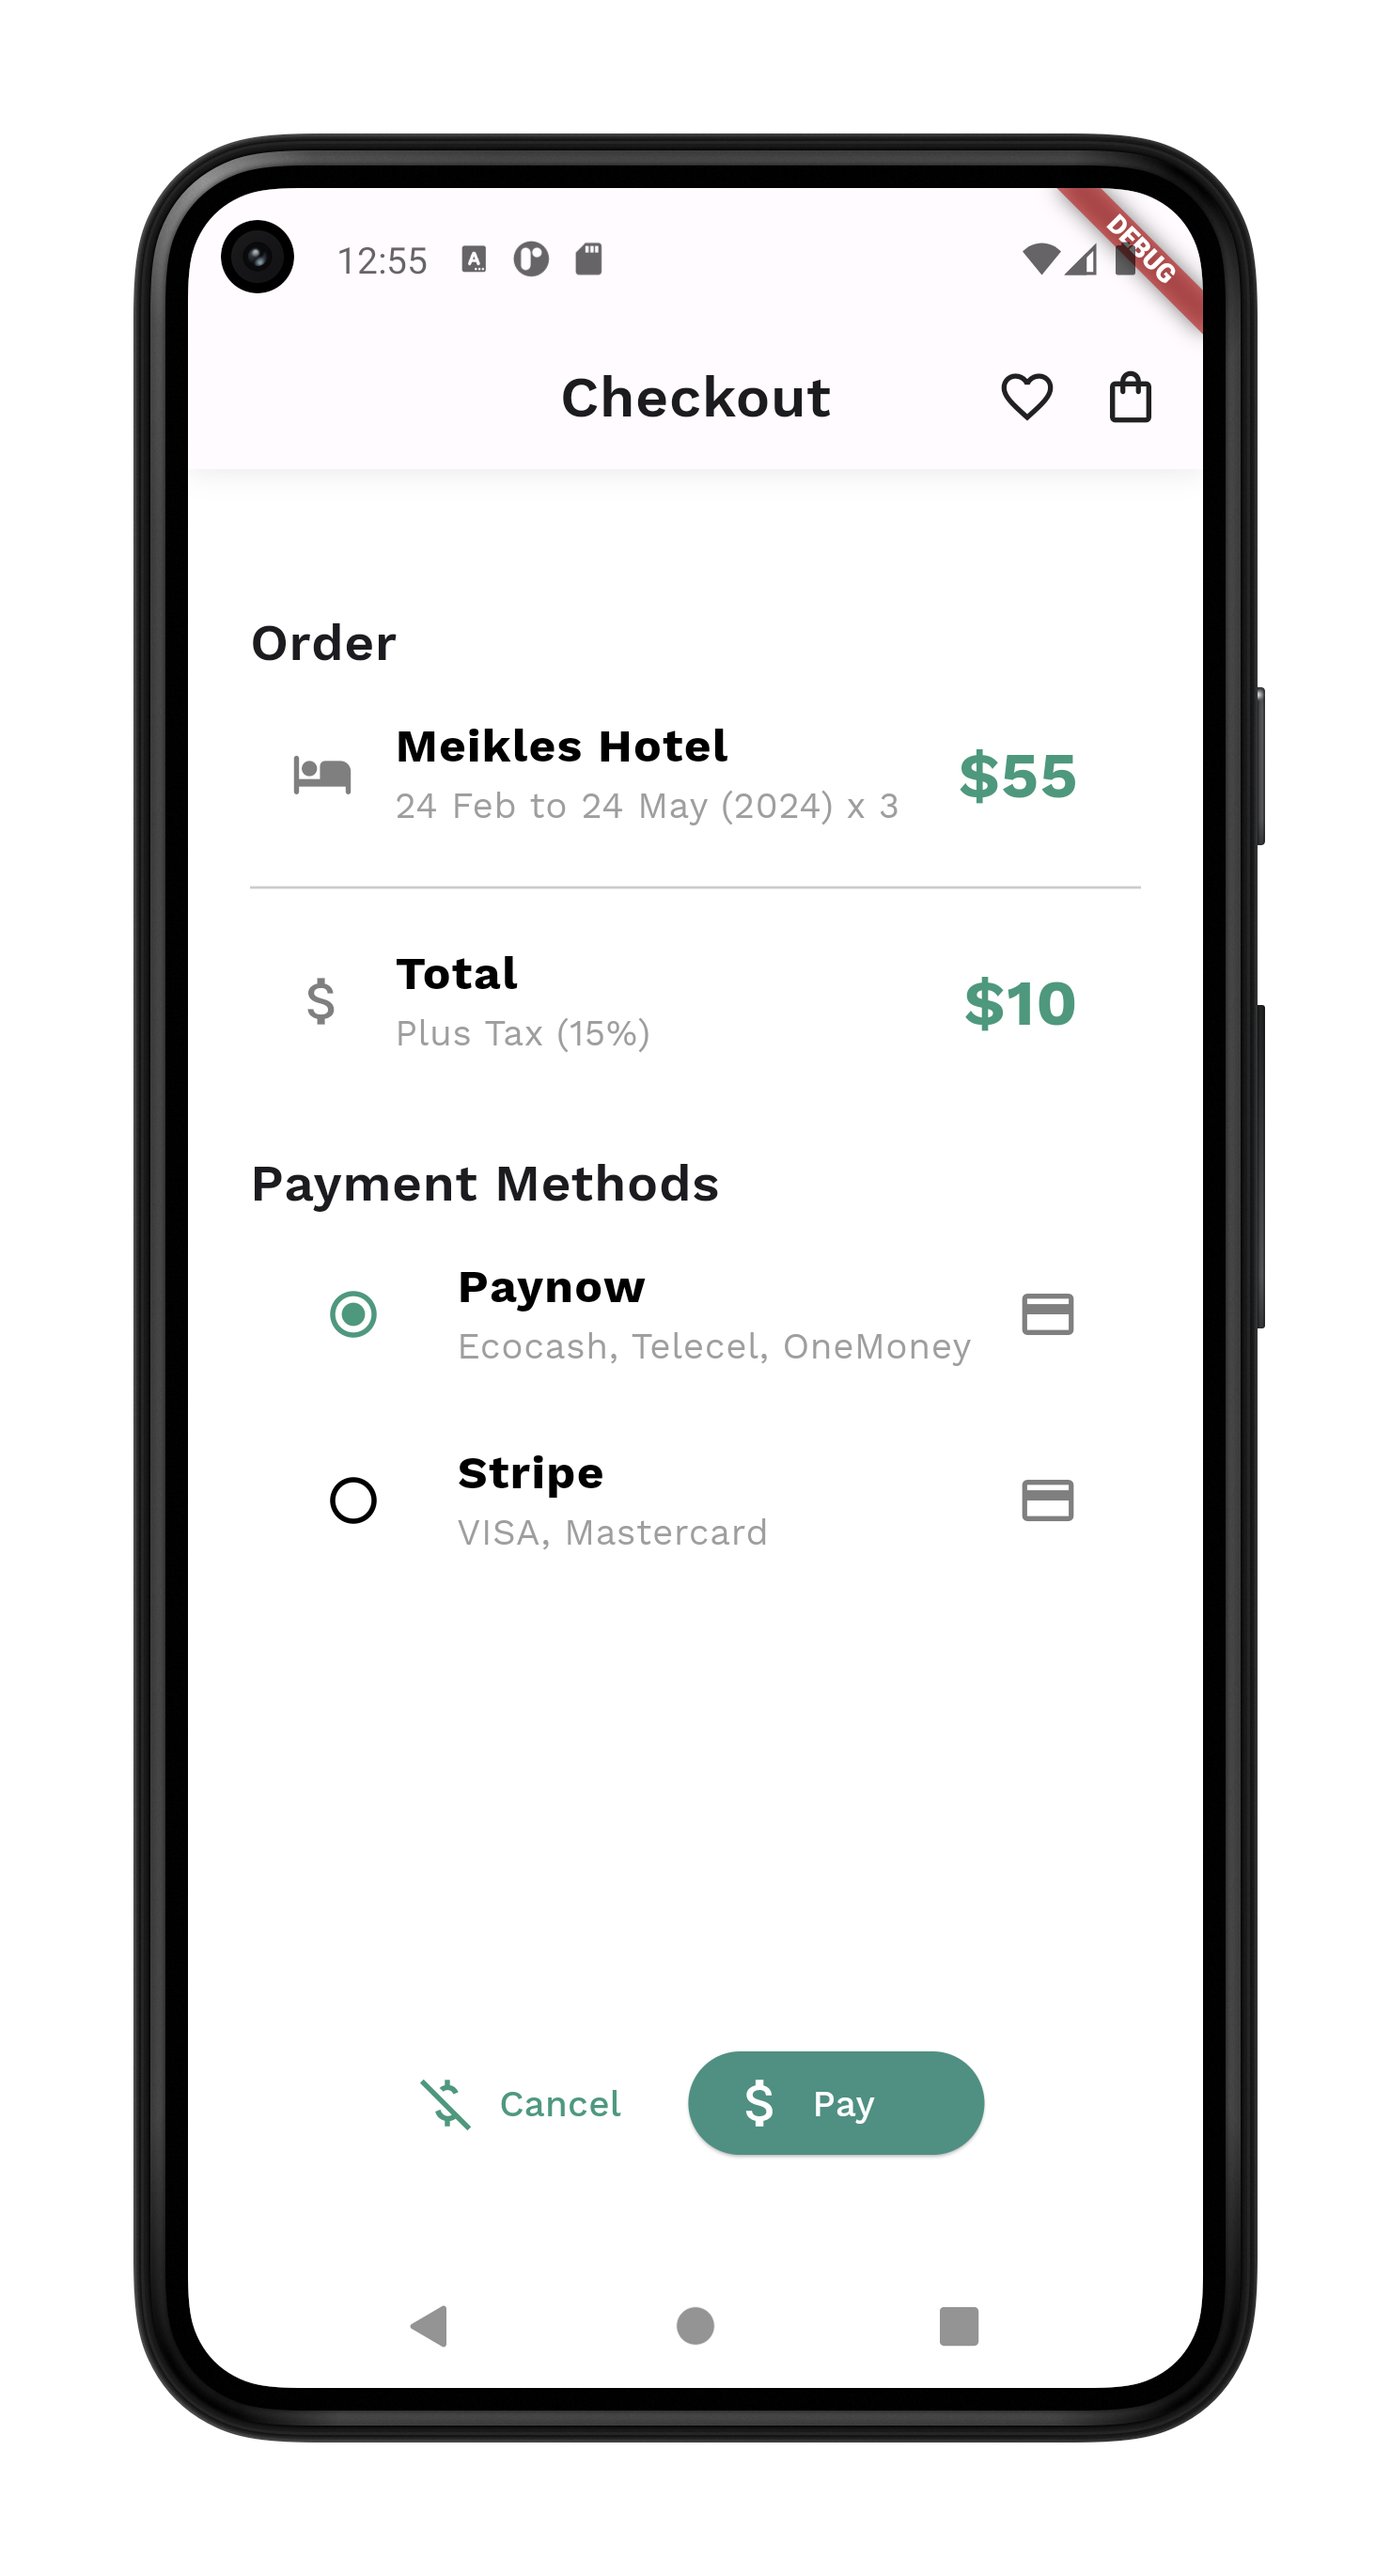 12:55
DEBUG
Checkout
Order
Meikles Hotel
24 Feb to 24 May (2024) x 3
$55
Total
Plus Tax (15%)
$10
Payment Methods
Paynow
Ecocash, Telecel, OneMoney
Stripe
VISA, Mastercard
Cancel
$ Pay